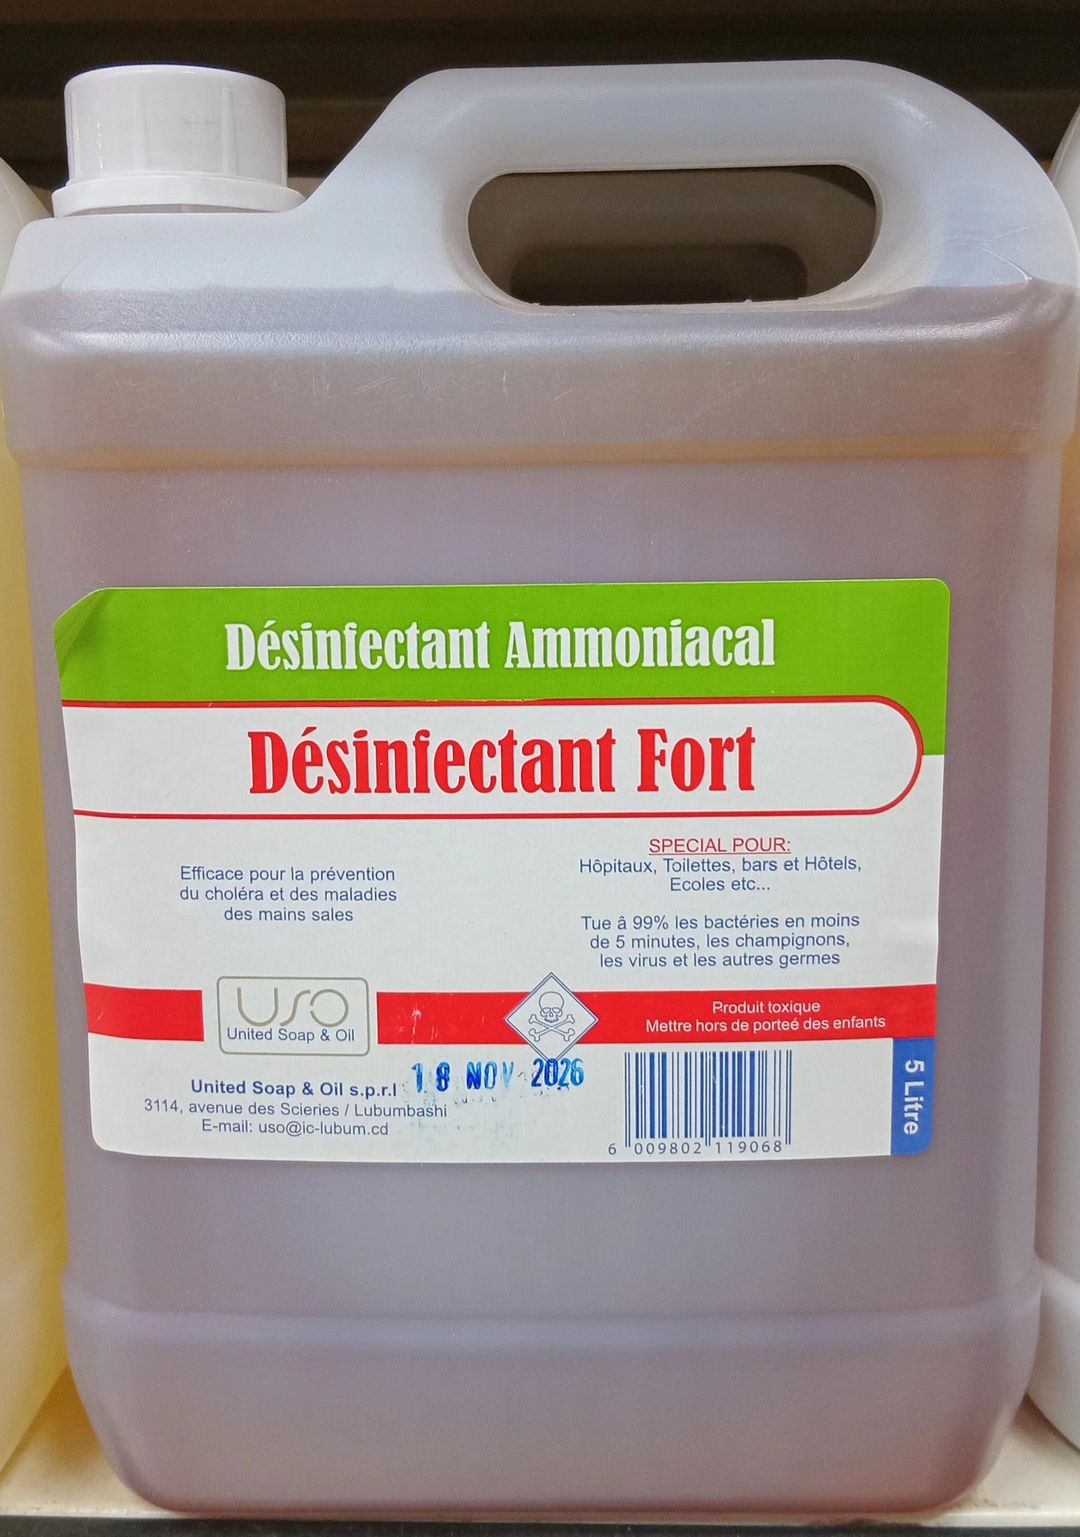 Désinfectant Ammoniacal
Désinfectant Fort
Efficace pour la prévention
du choléra et des maladies
des mains sales
SPECIAL POUR:
Hôpitaux, Toilettes, bars et Hôtels,
Ecoles etc...
Tue â 99% les bactéries en moins
de 5 minutes, les champignons,
les virus et les autres germes
USO
United Soap & Oil
Produit toxique
Mettre hors de porteé des enfants
United Soap & Oil s.p.r.l
3114, avenue des Scieries / Lubumbashi
E-mail: uso@ic-lubum.cd
18 NOV 2026
6 009802 119068
5 Litre